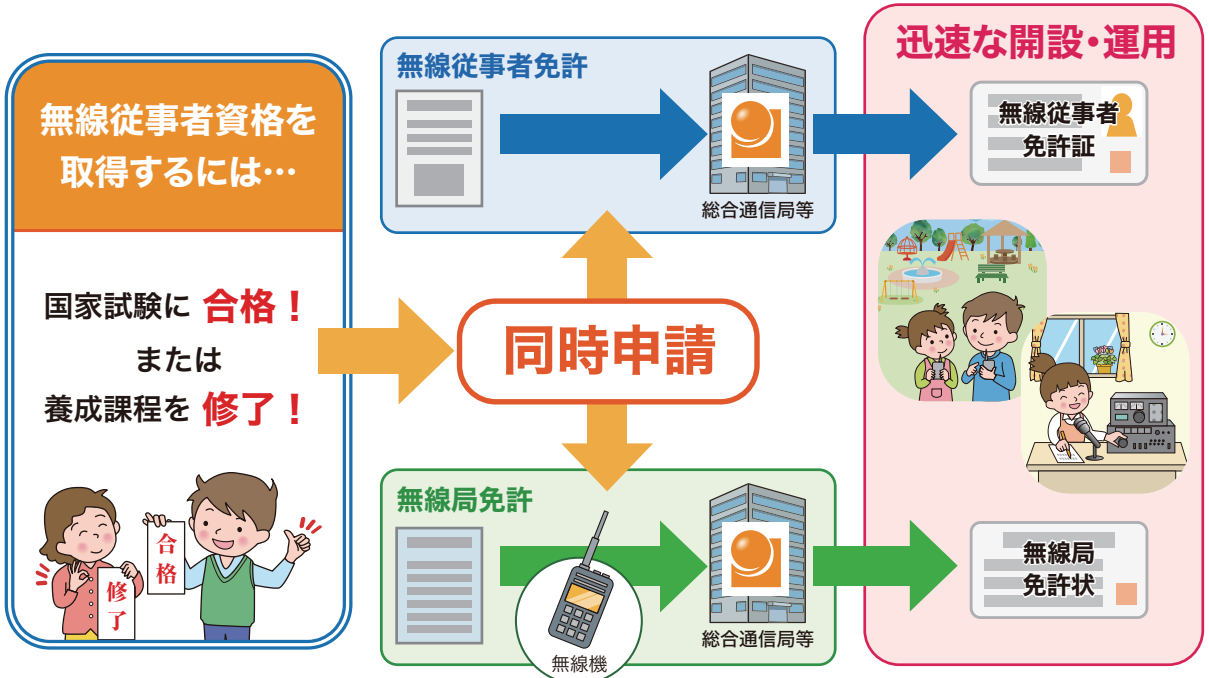 無線従事者資格を
取得するには…
国家試験に 合格！
または
養成課程を 修了！
修了
合格
無線従事者免許
総合通信局等
同時申請
無線局免許
無線機
総合通信局等
迅速な開設・運用
無線従事者
免許証
無線局
免許状